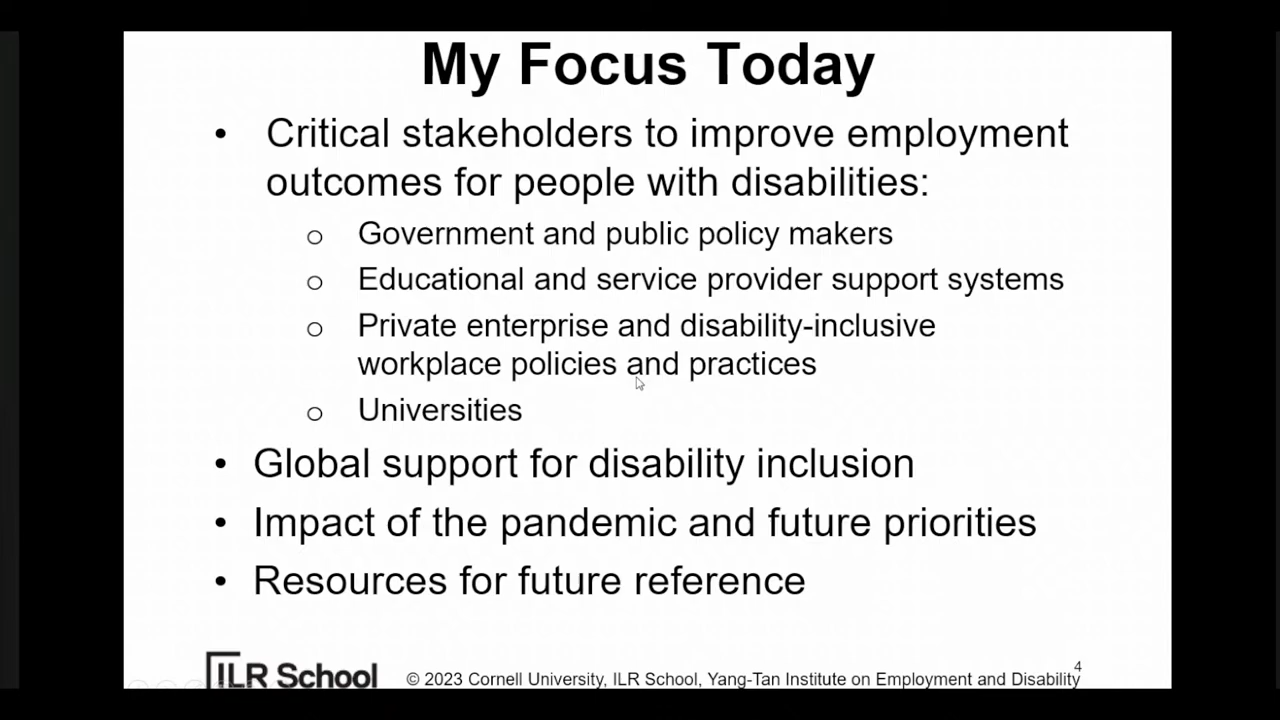 My Focus Today
• Critical stakeholders to improve employment
outcomes for people with disabilities:
o Government and public policy makers
o Educational and service provider support systems
o Private enterprise and disability-inclusive
workplace policies and practices
o Universities
• Global support for disability inclusion
• Impact of the pandemic and future priorities
• Resources for future reference
4
ILR School
© 2023 Cornell University, ILR School, Yang-Tan Institute on Employment and Disability